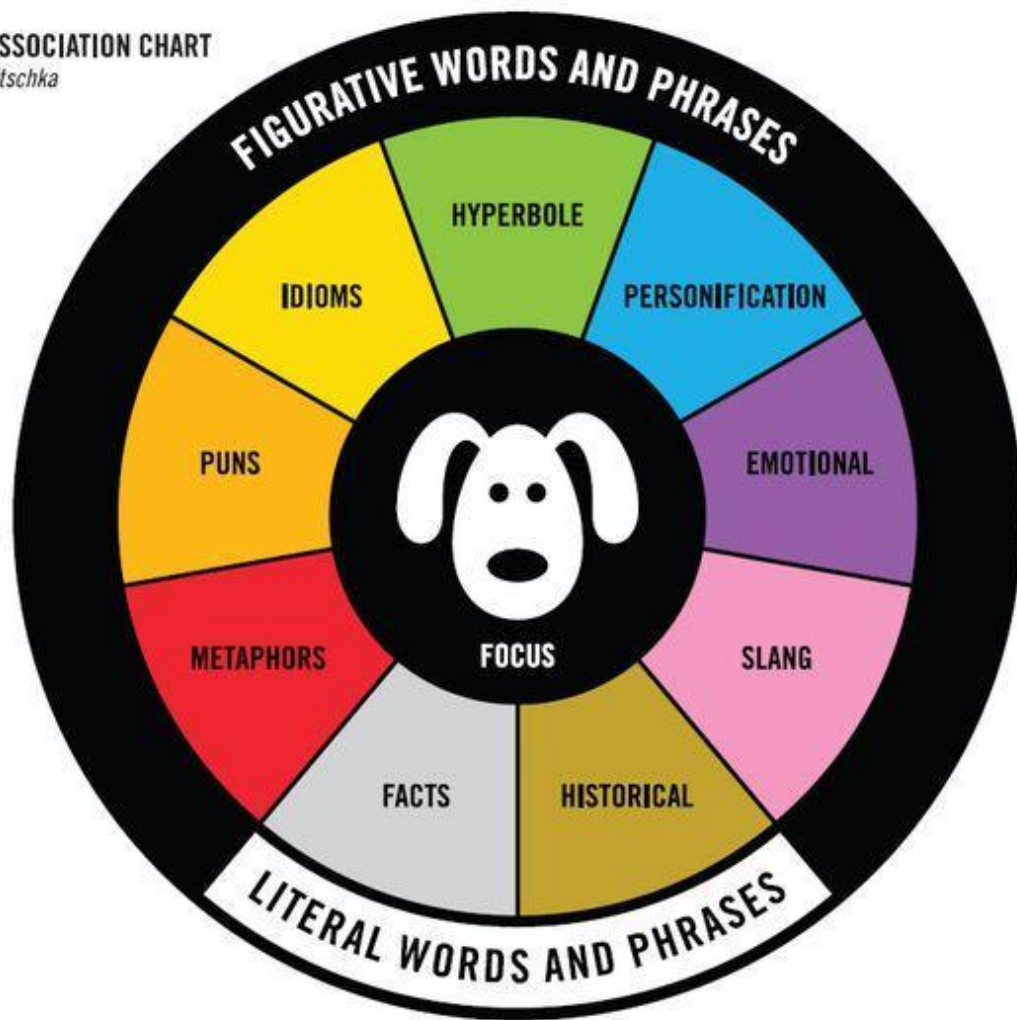 SSOCIATION CHART
tschka
FIGURATIVE WORDS AND PHRASES
HYPERBOLE
IDIOMS
PERSONIFICATION
PUNS
EMOTIONAL
METAPHORS
FOCUS
SLANG
FACTS
HISTORICAL
LITERAL WORDS AND PHRASES